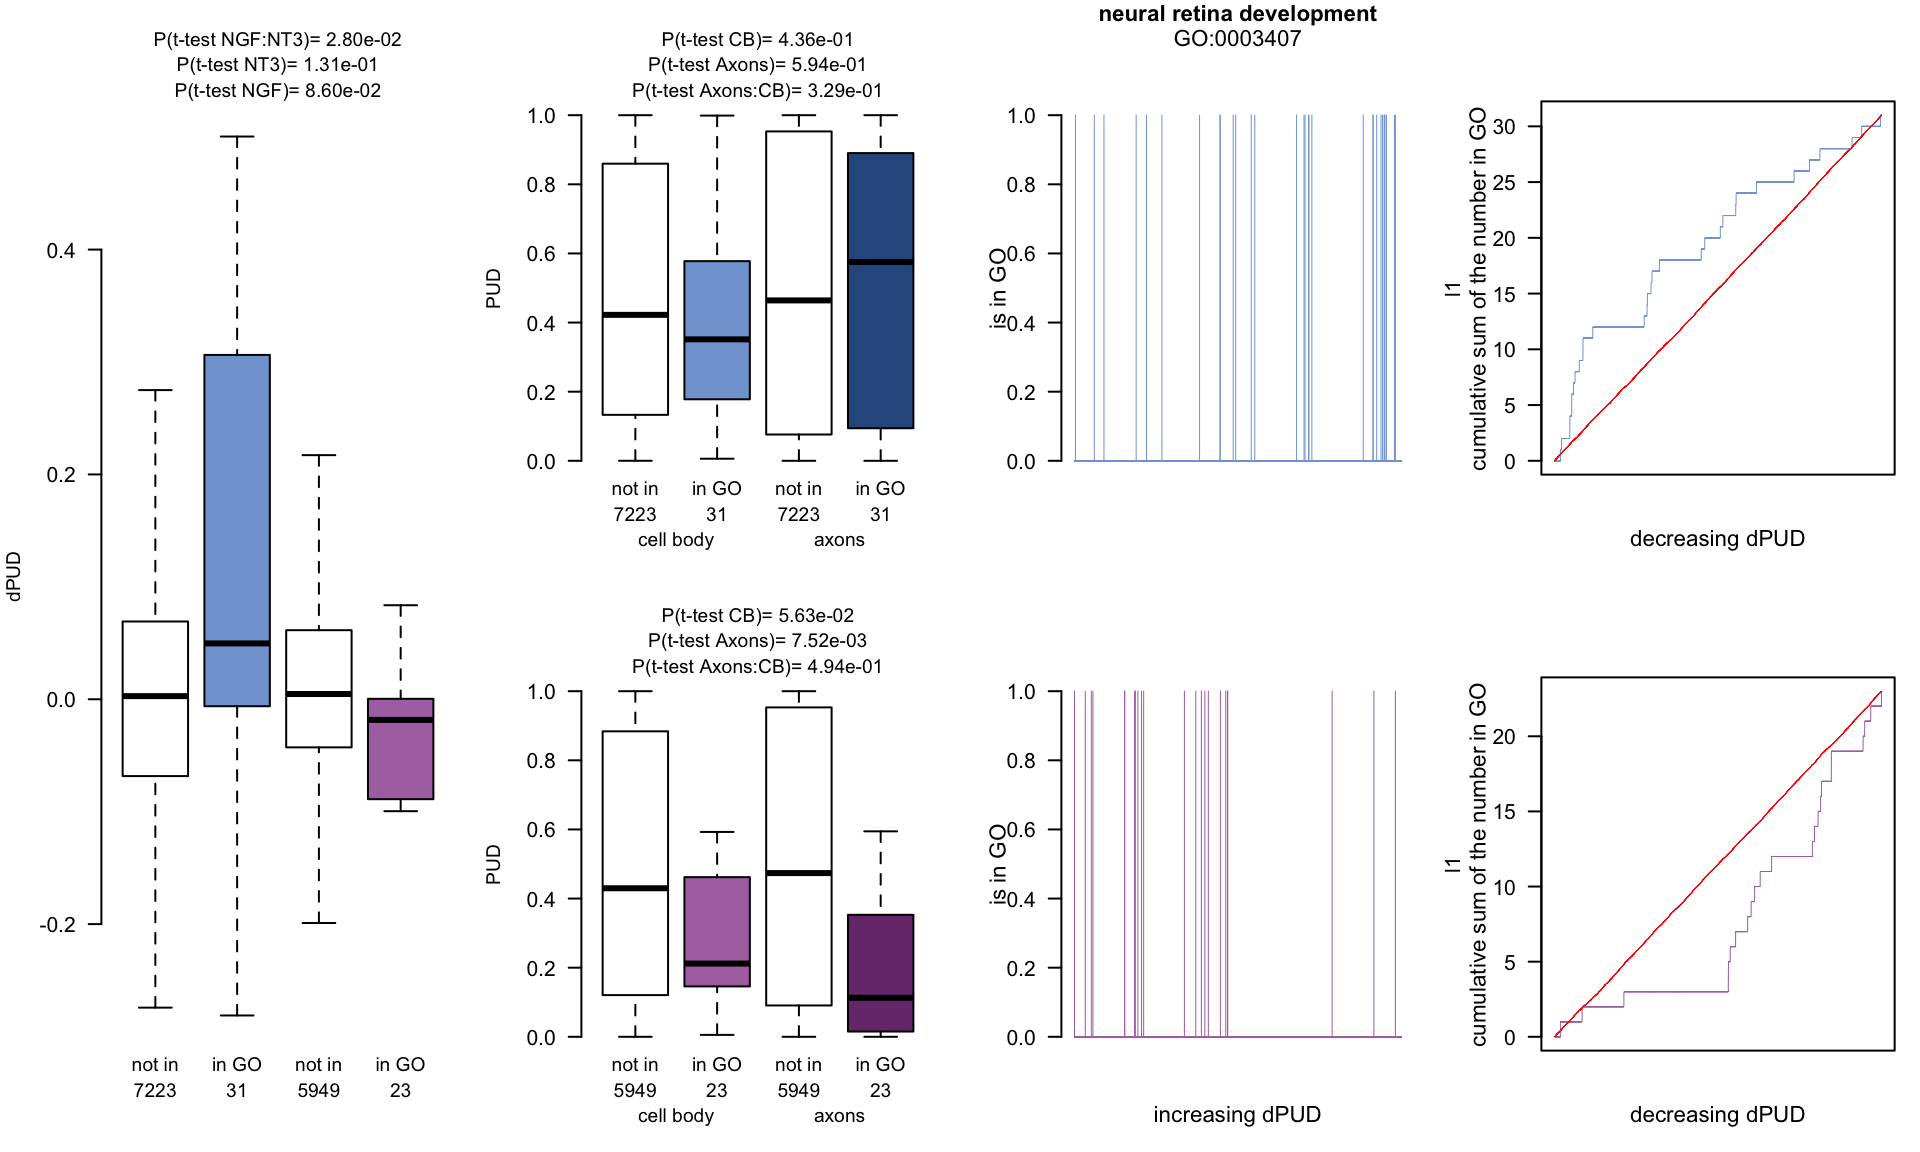 neural retina development
GO:0003407
P(t-test NGF:NT3)= 2.80e-02
P(t-test NT3)= 1.31e-01
P(t-test NGF)= 8.60e-02
dPUD
0.4
0.2
0.0
-0.2
not in in GO not in in GO
7223 31 5949 23
P(t-test CB)= 4.36e-01
P(t-test Axons)= 5.94e-01
P(t-test Axons:CB)= 3.29e-01
PUD
1.0
0.8
0.6
0.4
0.2
0.0
not in in GO not in in GO
7223 31 7223 31
cell body axons
is in GO
1.0
0.8
0.6
0.4
0.2
0.0
l1
cumulative sum of the number in GO
30
25
20
15
10
5
0
decreasing dPUD
P(t-test CB)= 5.63e-02
P(t-test Axons)= 7.52e-03
P(t-test Axons:CB)= 4.94e-01
PUD
1.0
0.8
0.6
0.4
0.2
0.0
not in in GO not in in GO
5949 23 5949 23
cell body axons
is in GO
1.0
0.8
0.6
0.4
0.2
0.0
increasing dPUD
l1
cumulative sum of the number in GO
20
15
10
5
0
decreasing dPUD